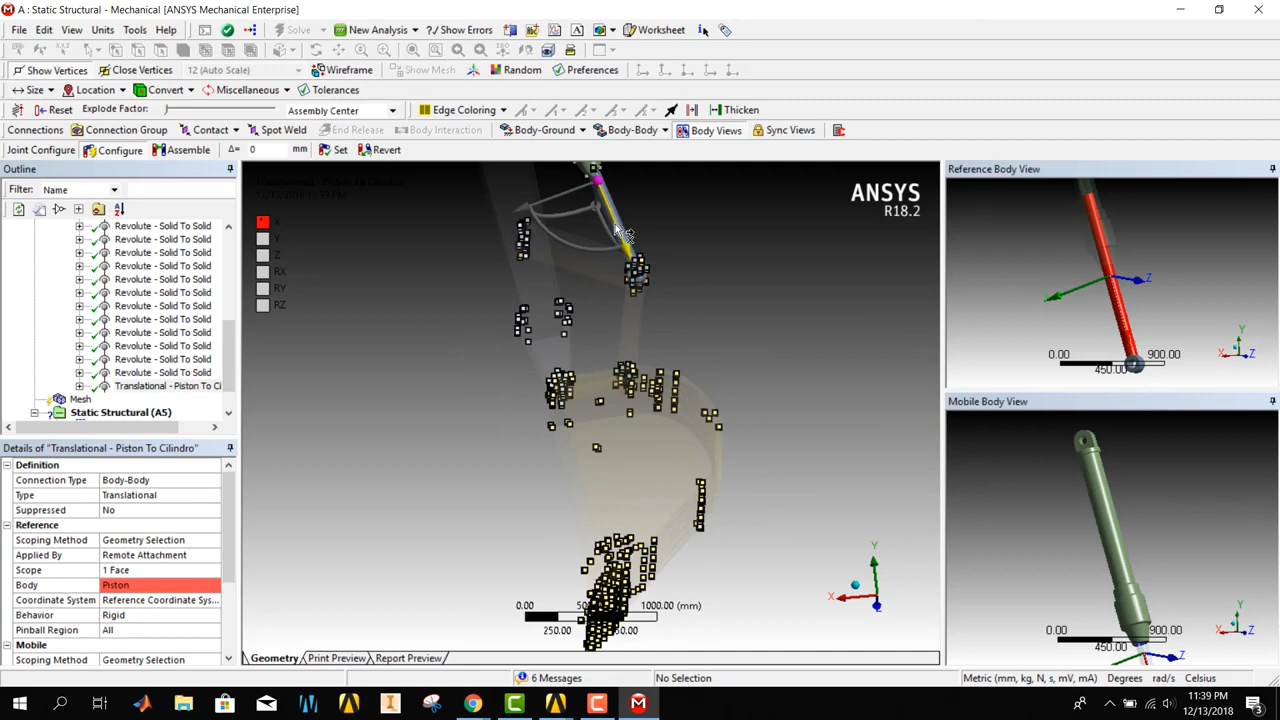 A : Static Structural - Mechanical [ANSYS Mechanical Enterprise]
File Edit View Units Tools Help Solve New Analysis Show Errors Worksheet
Show Vertices Close Vertices 12 (Auto Scale) Wireframe Show Mesh Random Preferences
Size Location Convert Miscellaneous Tolerances
Reset Explode Factor: Assembly Center Edge Coloring Thicken
Connections Connection Group Contact Spot Weld End Release Body Interaction Body-Ground Body-Body Body Views Sync Views
Joint Configure Configure Assemble Δ= 0 mm Set Revert
Outline
Filter: Name
Revolute - Solid To Solid
Revolute - Solid To Solid
Revolute - Solid To Solid
Revolute - Solid To Solid
Revolute - Solid To Solid
Revolute - Solid To Solid
Revolute - Solid To Solid
Revolute - Solid To Solid
Revolute - Solid To Solid
Revolute - Solid To Solid
Revolute - Solid To Solid
Revolute - Solid To Solid
Translational - Piston To Ci
Mesh
Static Structural (A5)
Details of "Translational - Piston To Cilindro"
Definition
Connection Type Body-Body
Type Translational
Suppressed No
Reference
Scoping Method Geometry Selection
Applied By Remote Attachment
Scope 1 Face
Body Piston
Coordinate System Reference Coordinate Sys...
Behavior Rigid
Pinball Region All
Mobile
Scoping Method Geometry Selection
Translational - Piston To Cilindro
X
Y
Z
RX
RY
RZ
ANSYS
R18.2
Y
X
Z
0.00
1000.00 (mm)
250.00
Geometry Print Preview Report Preview
Reference Body View
Z
0.00 900.00
450.00
Y
X Z
Mobile Body View
0.00 900.00
450.00
Z
Y
X Z
6 Messages No Selection Metric (mm, kg, N, s, mV, mA) Degrees rad/s Celsius
11:39 PM
12/13/2018
3